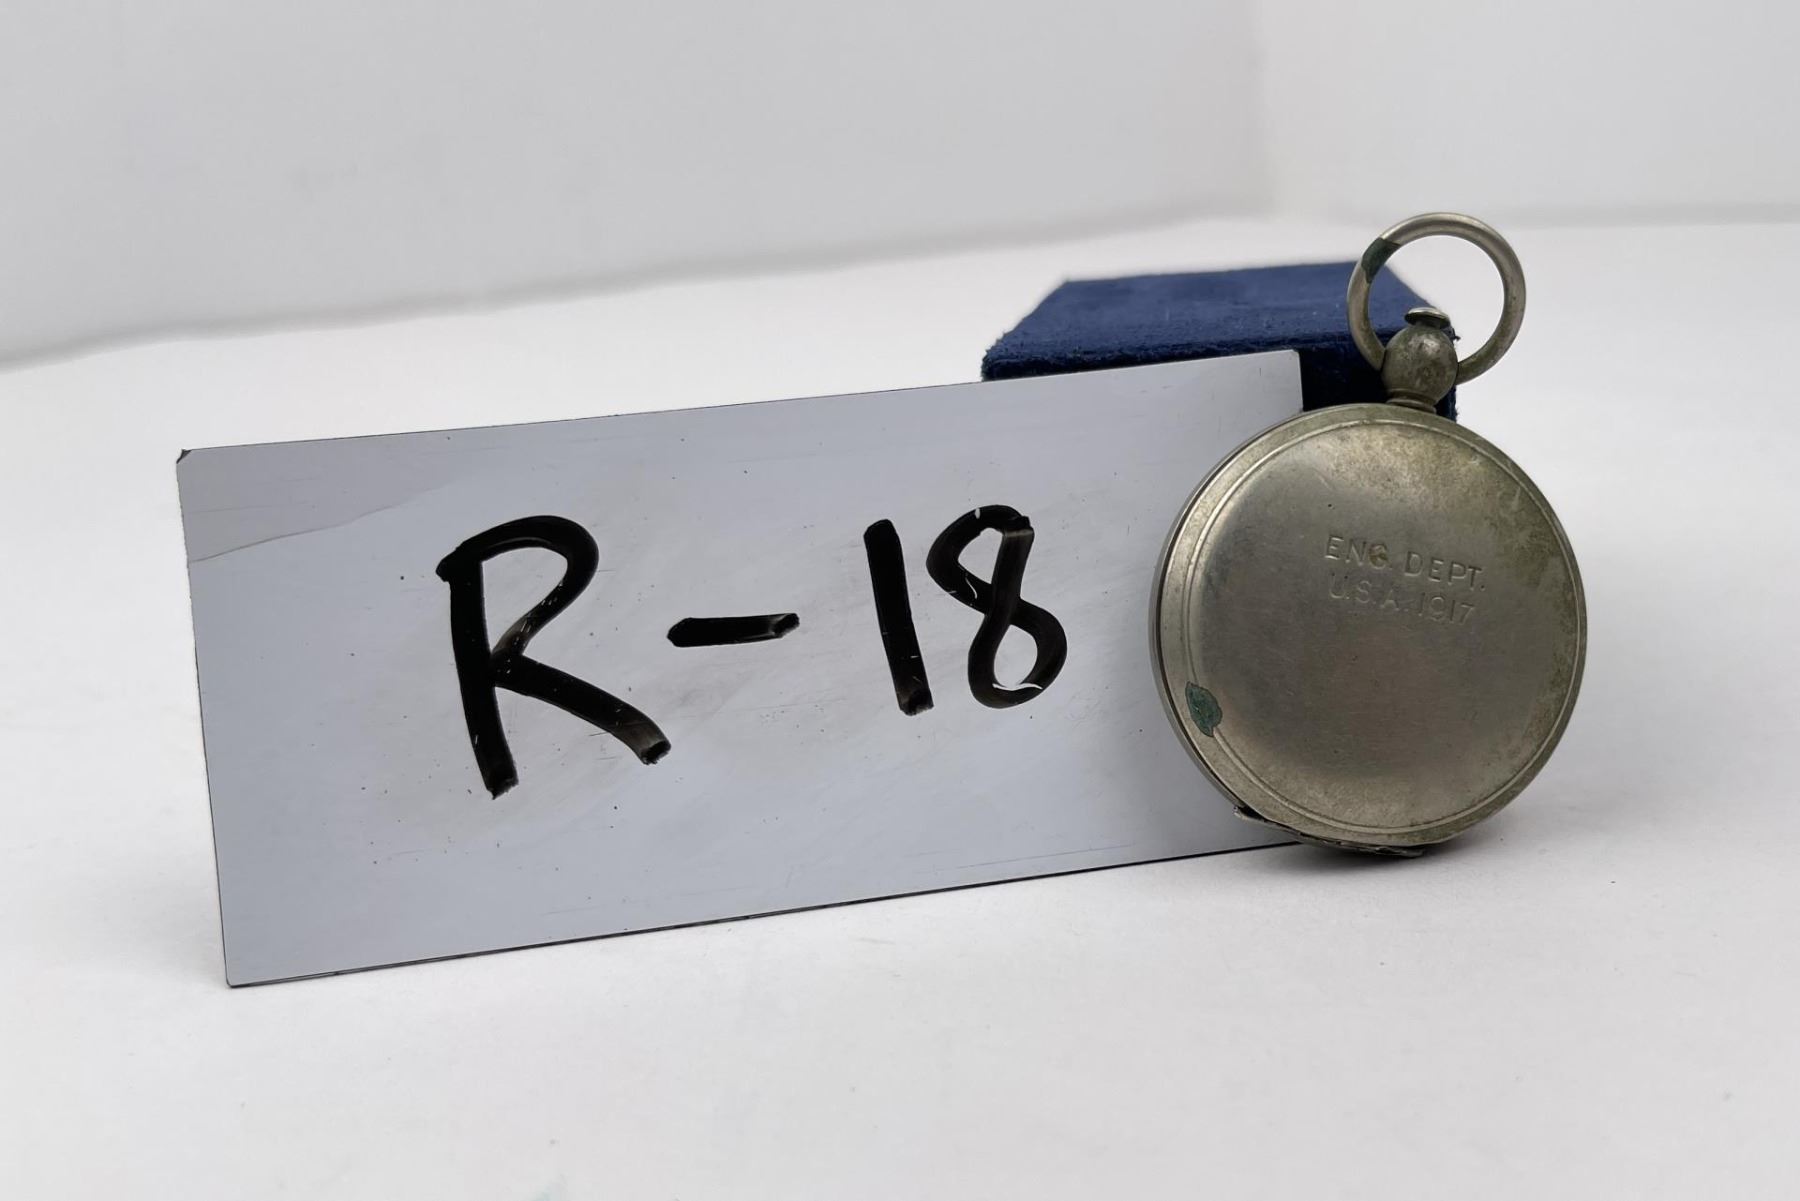 R-18
ENG. DEPT.
U.S.A. 1917